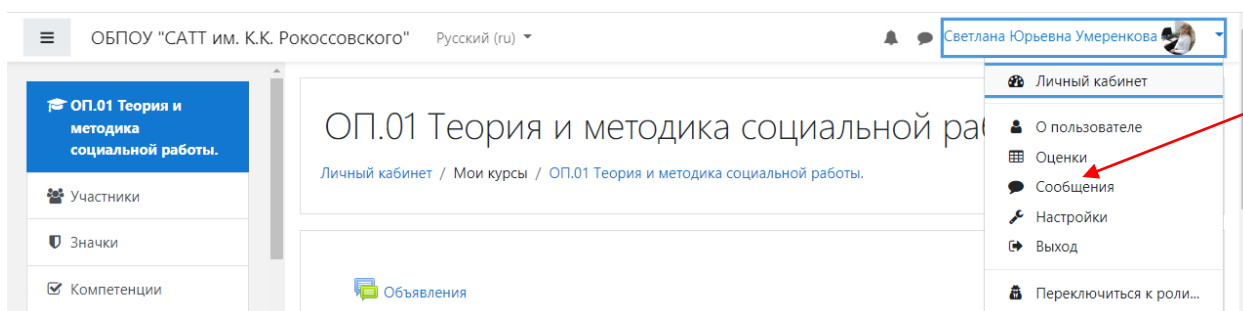 ОБПОУ "САТТ им. К.К. Рокоссовского" Русский (ru)
Светлана Юрьевна Умеренкова
ОП.01 Теория и
методика
социальной работы.
Участники
Значки
Компетенции
ОП.01 Теория и методика социальной ра
Личный кабинет / Мои курсы / ОП.01 Теория и методика социальной работы.
Объявления
Личный кабинет
О пользователе
Оценки
Сообщения
Настройки
Выход
Переключиться к роли...